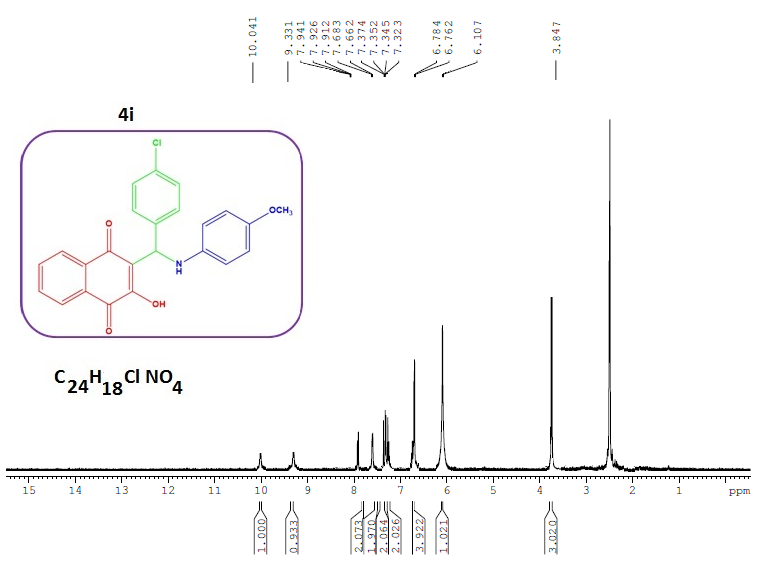 10.041
9.331
7.941
7.926
7.912
7.683
7.662
7.374
7.352
7.345
7.323
6.784
6.762
6.107
3.847
4i
Cl
O
OCH3
N
H
OH
O
C24H18Cl NO4
15 14 13 12 11 10 9 8 7 6 5 4 3 2 1 ppm
1.000
0.933
2.073
1.970
2.064
2.026
3.922
1.021
3.020